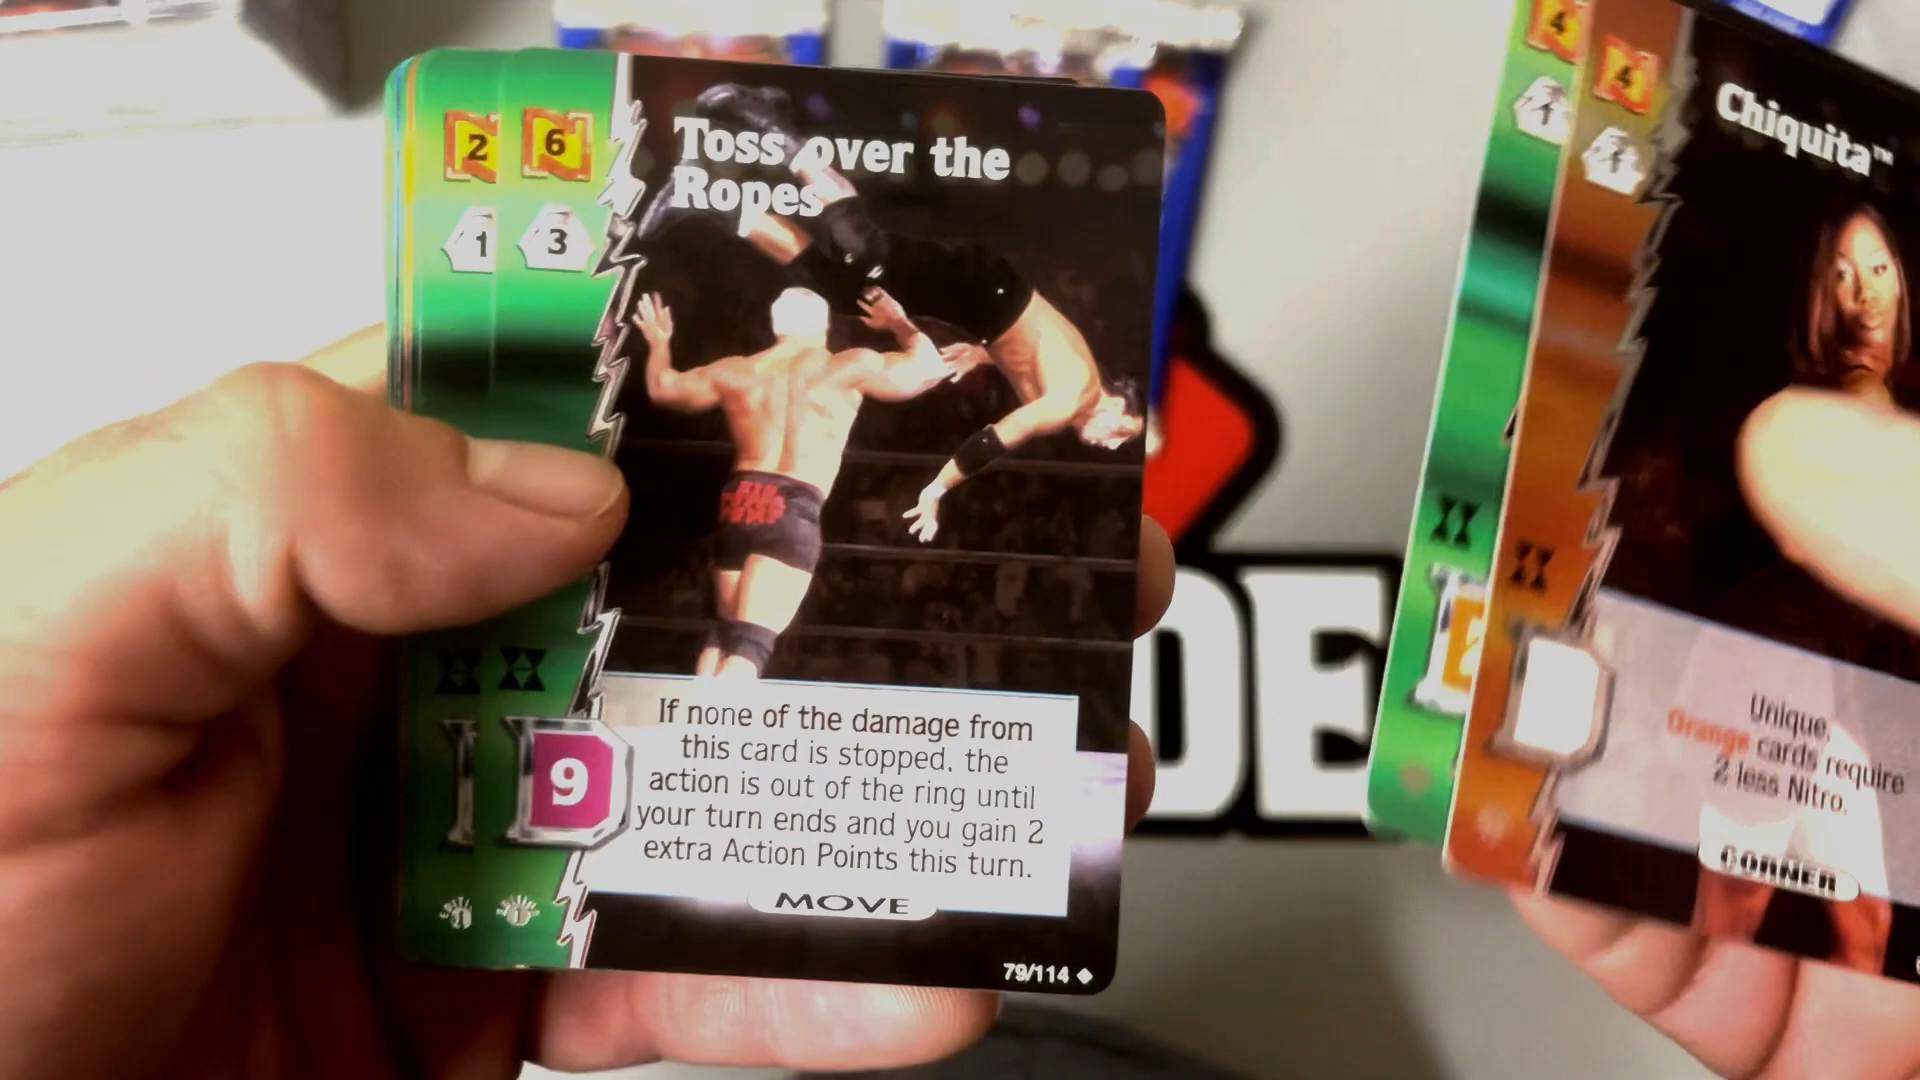 2
6
1
3
Toss over the
Ropes
9
If none of the damage from
this card is stopped, the
action is out of the ring until
your turn ends and you gain 2
extra Action Points this turn.
MOVE
79/114
DE
4
4
Chiquita™
Unique.
Orange cards require
2 less Nitro.
CORNER